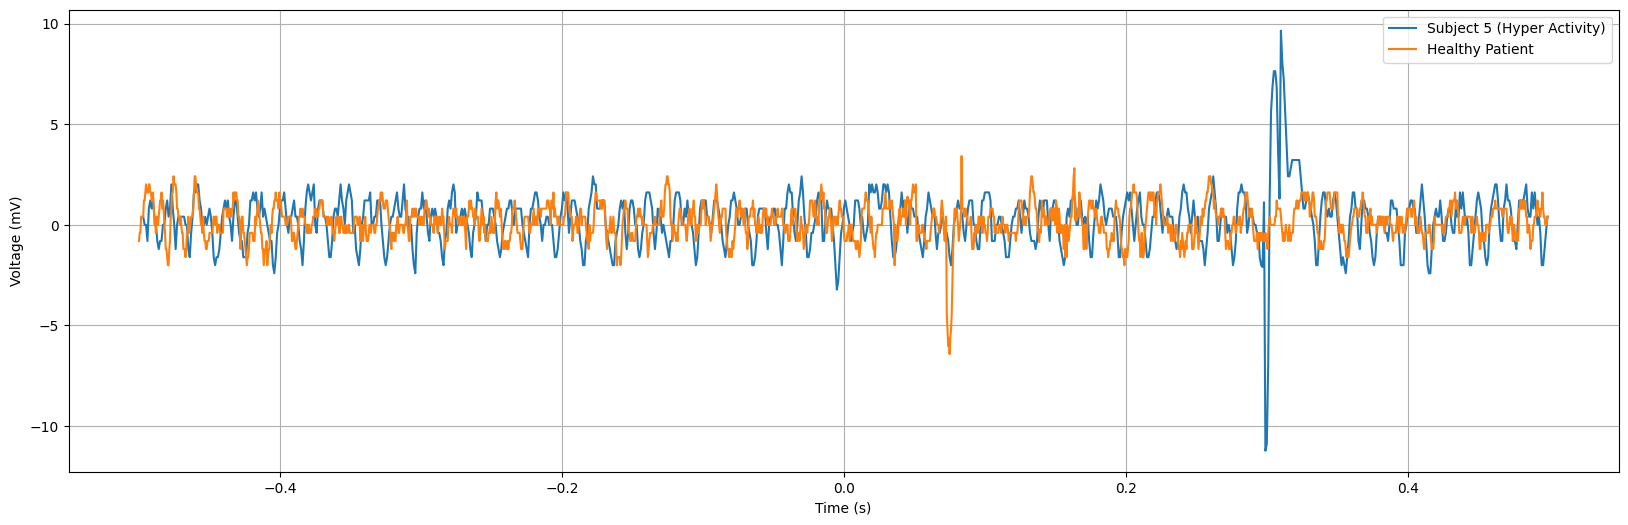 Subject 5 (Hyper Activity)
Healthy Patient
Voltage (mV)
10
5
0
−5
−10
−0.4
−0.2
0.0
0.2
0.4
Time (s)